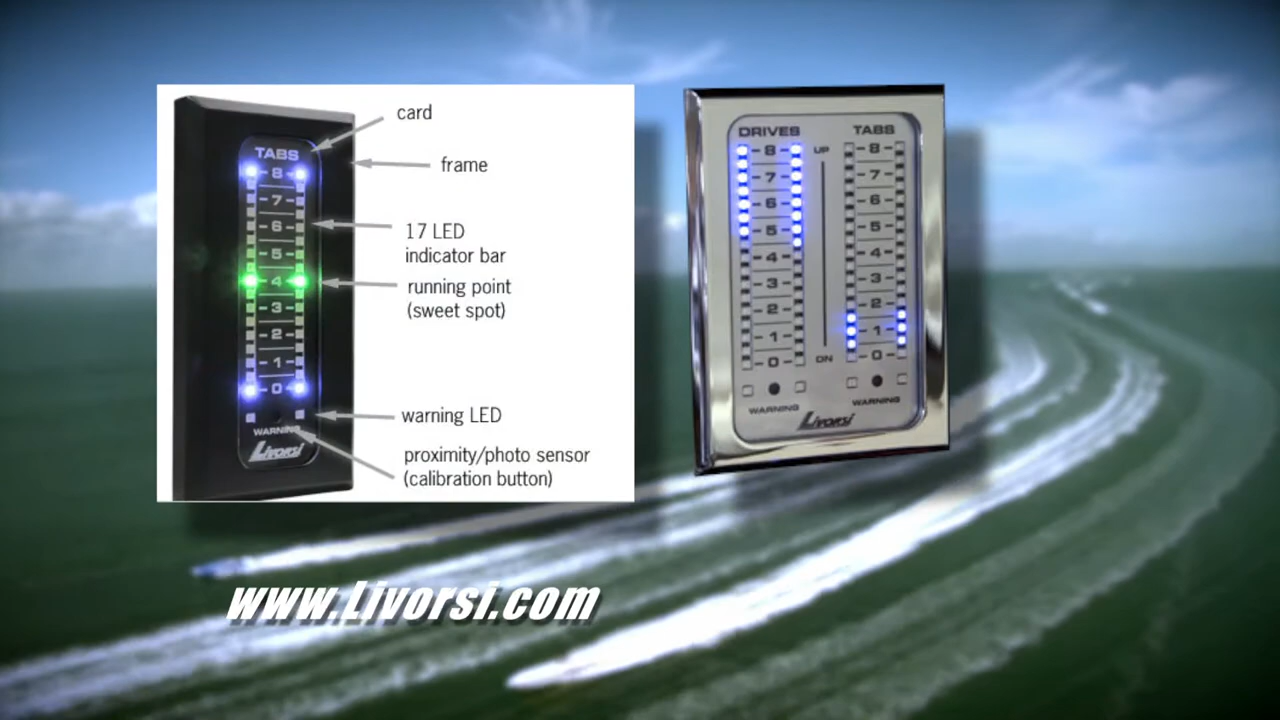 TABS
8
7
6
5
4
3
2
1
0
WARNING
Livorsi
card
frame
17 LED
indicator bar
running point
(sweet spot)
warning LED
proximity/photo sensor
(calibration button)
DRIVES TABS
8 UP 8
7 7
6 6
5 5
4 4
3 3
2 2
1 1
0 ON 0
WARNING WARNING
Livorsi
www.Livorsi.com